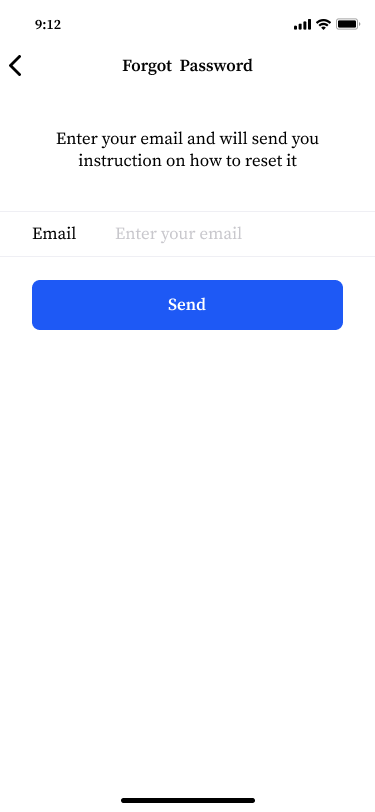 9:12
Forgot Password
Enter your email and will send you
instruction on how to reset it
Email Enter your email
Send